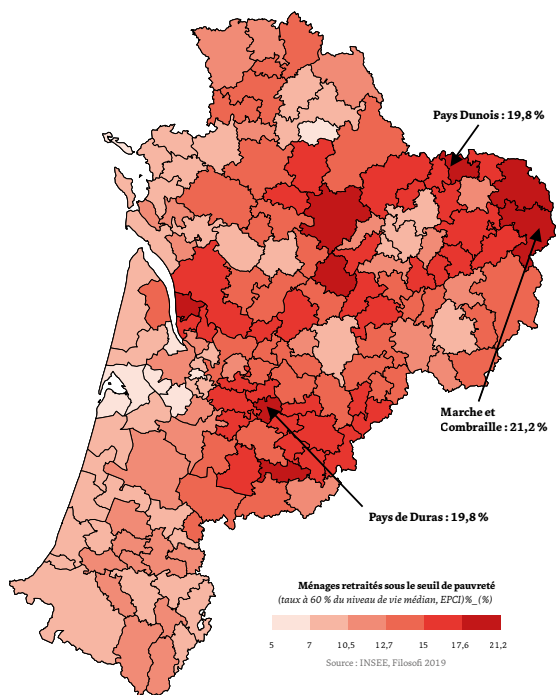 Pays Dunois : 19,8 %
Marche et
Combraille : 21,2 %
Pays de Duras : 19,8 %
Ménages retraités sous le seuil de pauvreté
(taux à 60 % du niveau de vie médian, EPCI)%_(%)
5 7 10,5 12,7 15 17,6 21,2
Source : INSEE, Filosofi 2019